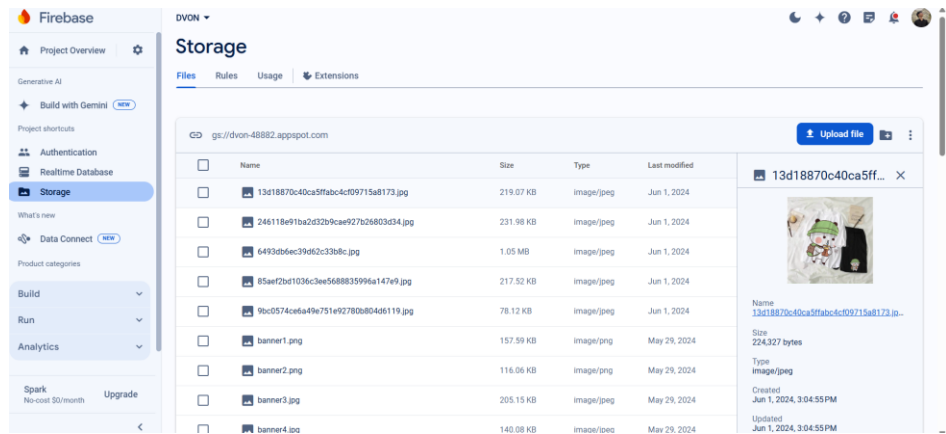 Firebase
Project Overview
Generative AI
Build with Gemini NEW
Project shortcuts
Authentication
Realtime Database
Storage
What's new
Data Connect NEW
Product categories
Build
Run
Analytics
Spark
No-cost $0/month
Upgrade
DVON
Storage
Files Rules Usage Extensions
gs://dvon-48882.appspot.com
Upload file
Name Size Type Last modified
13d18870c40ca5ffabc4cf09715a8173.jpg 219.07 KB image/jpeg Jun 1, 2024
246118e91ba2d32b9cae927b26803d34.jpg 231.98 KB image/jpeg Jun 1, 2024
6493db6ec39d62c33b8c.jpg 1.05 MB image/jpeg Jun 1, 2024
85aef2bd1036c3ee5688835996a147e9.jpg 217.52 KB image/jpeg Jun 1, 2024
9bc0574ce6a49e751e92780b804d6119.jpg 78.12 KB image/jpeg Jun 1, 2024
banner1.png 157.59 KB image/png May 29, 2024
banner2.png 116.06 KB image/png May 29, 2024
banner3.jpg 205.15 KB image/jpeg May 29, 2024
banner4.jpg 140.08 KB image/jpeg May 29, 2024
13d18870c40ca5ff...
Name
13d18870c40ca5ffabc4cf09715a8173.jp...
Size
224,327 bytes
Type
image/jpeg
Created
Jun 1, 2024, 3:04:55 PM
Updated
Jun 1, 2024, 3:04:55 PM